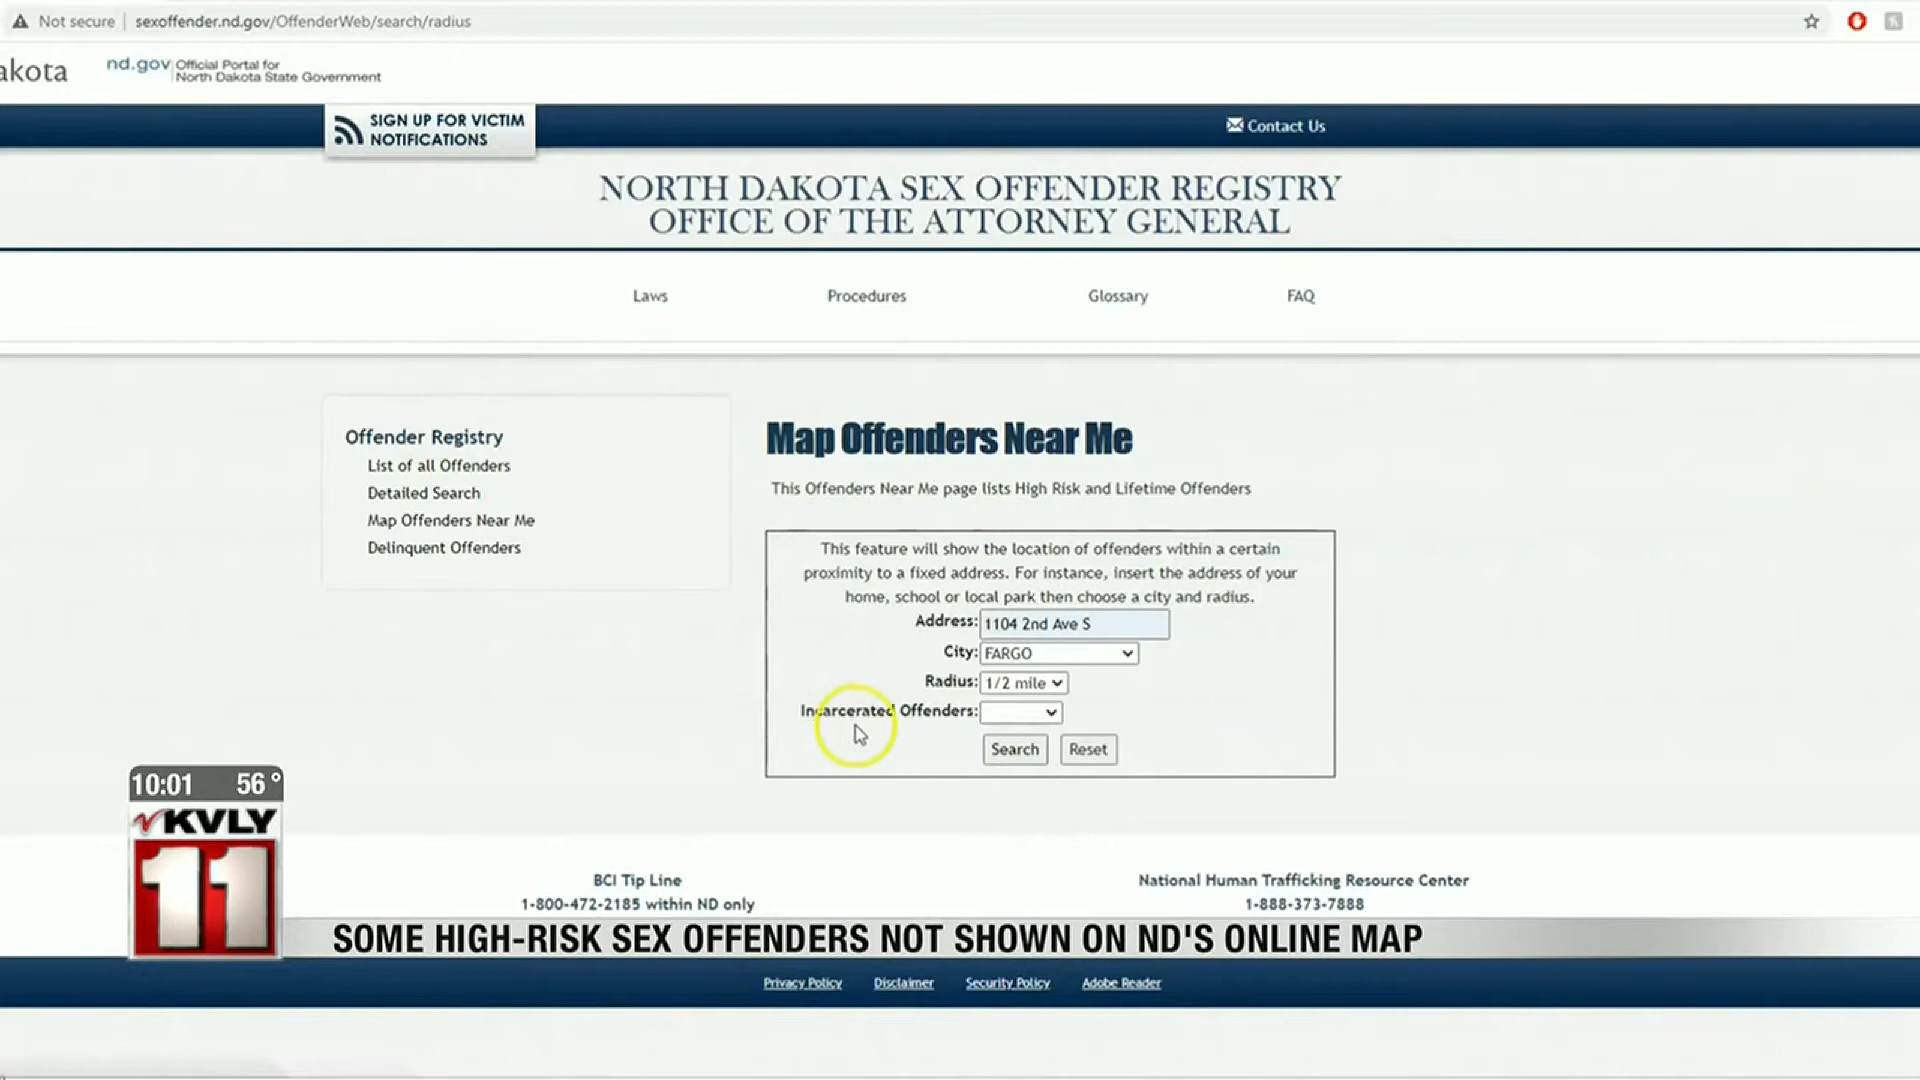 Not secure | sexoffender.nd.gov/OffenderWeb/search/radius
akota
nd.gov
Official Portal for
North Dakota State Government
SIGN UP FOR VICTIM
NOTIFICATIONS
Contact Us
NORTH DAKOTA SEX OFFENDER REGISTRY
OFFICE OF THE ATTORNEY GENERAL
Laws Procedures Glossary FAQ
Offender Registry
List of all Offenders
Detailed Search
Map Offenders Near Me
Delinquent Offenders
Map Offenders Near Me
This Offenders Near Me page lists High Risk and Lifetime Offenders
This feature will show the location of offenders within a certain
proximity to a fixed address. For instance, insert the address of your
home, school or local park then choose a city and radius.
Address: 1104 2nd Ave S
City: FARGO
Radius: 1/2 mile
Incarcerated Offenders:
Search Reset
10:01 56°
KVLY
11
BCI Tip Line
1-800-472-2185 within ND only
National Human Trafficking Resource Center
1-888-373-7888
SOME HIGH-RISK SEX OFFENDERS NOT SHOWN ON ND'S ONLINE MAP
Privacy Policy Disclaimer Security Policy Adobe Reader